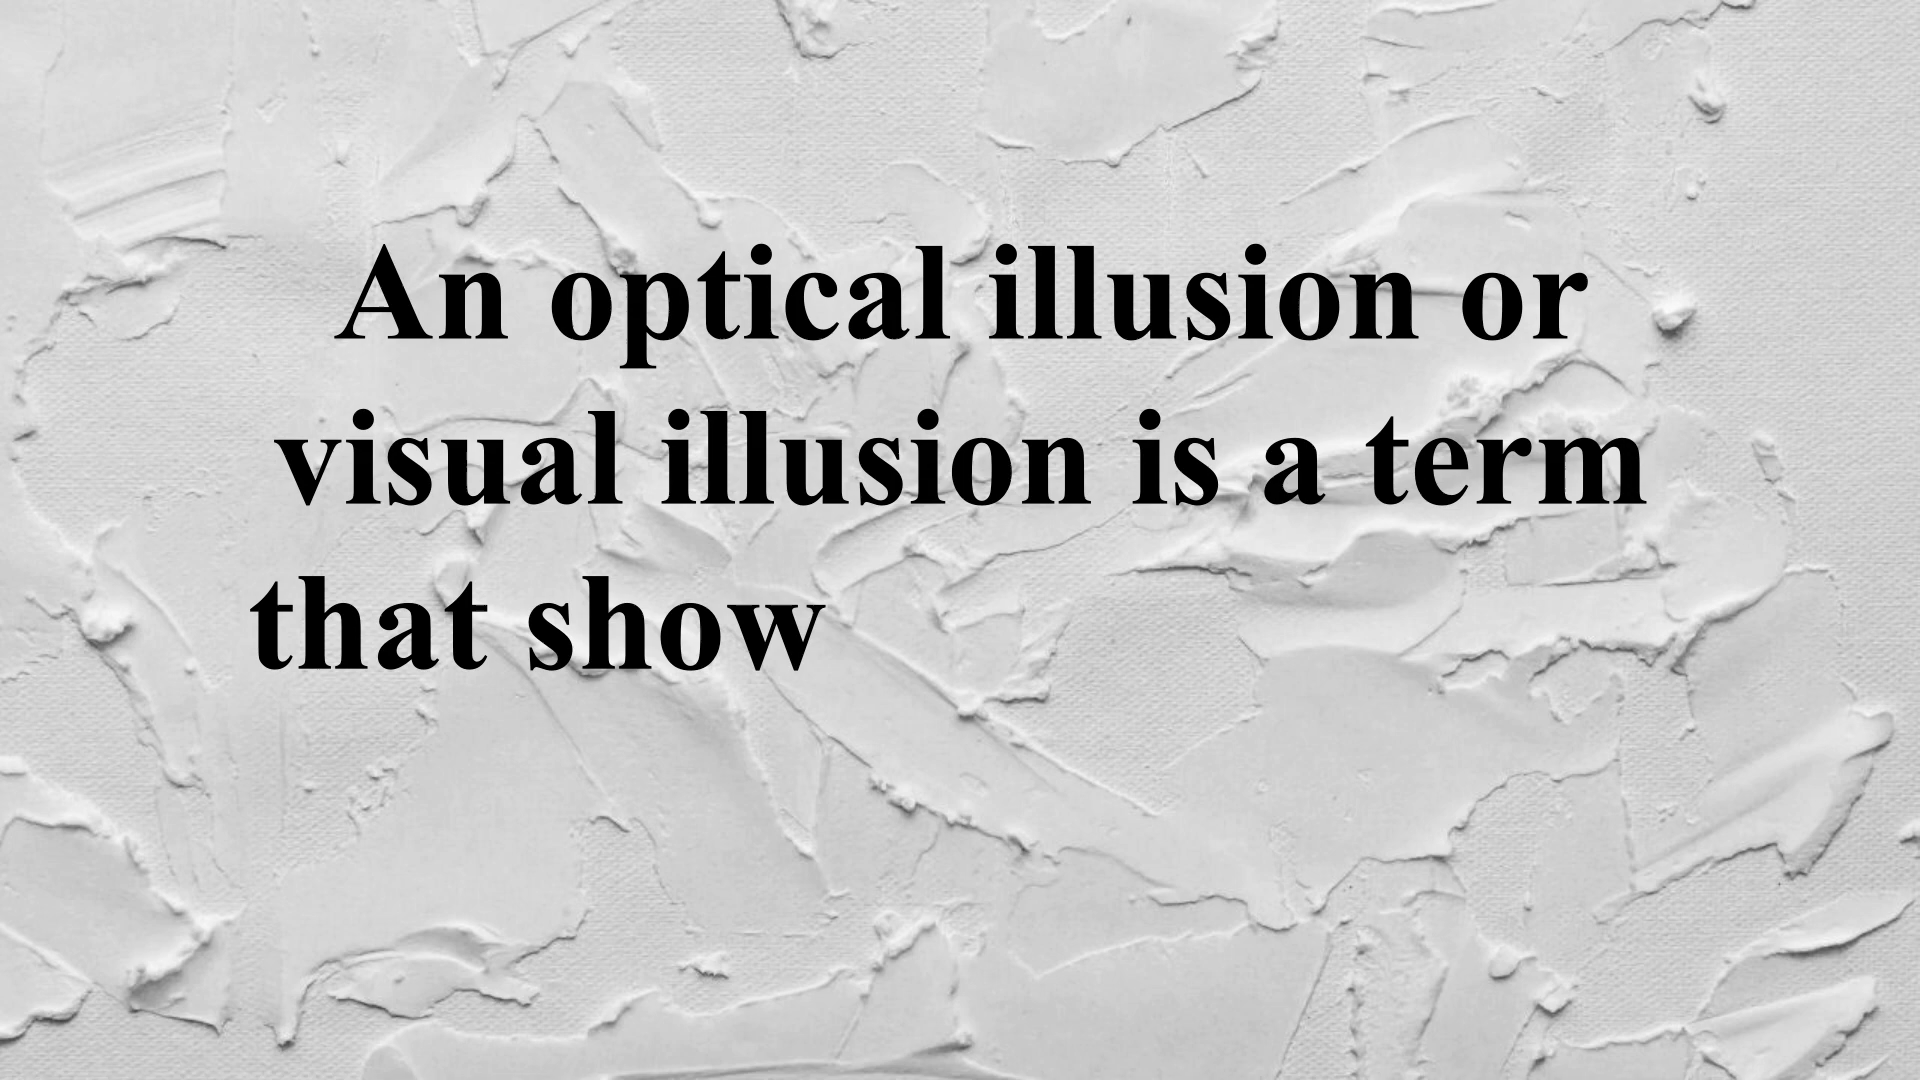 An optical illusion or
visual illusion is a term
that show